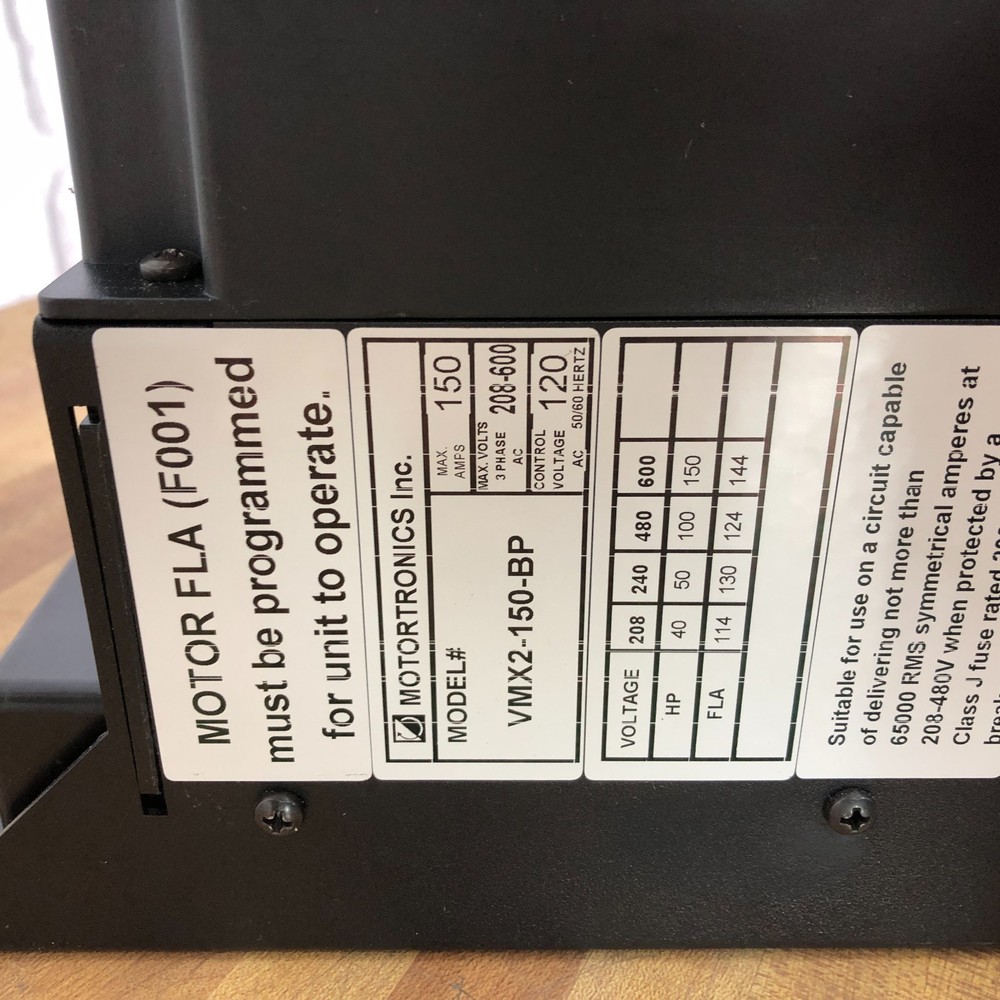 MOTOR FLA (F001)
must be programmed
for unit to operate.
MOTORTRONICS Inc.
MODEL#
VMX2-150-BP
MAX. AMPS 150
MAX. VOLTS 3 PHASE AC 208-600
CONTROL VOLTAGE AC 120 50/60 HERTZ
VOLTAGE 208 240 480 600
HP 40 50 100 150
FLA 114 130 124 144
Suitable for use on a circuit capable
of delivering not more than
65000 RMS symmetrical amperes at
208-480V when protected by a
Class J fuse rated